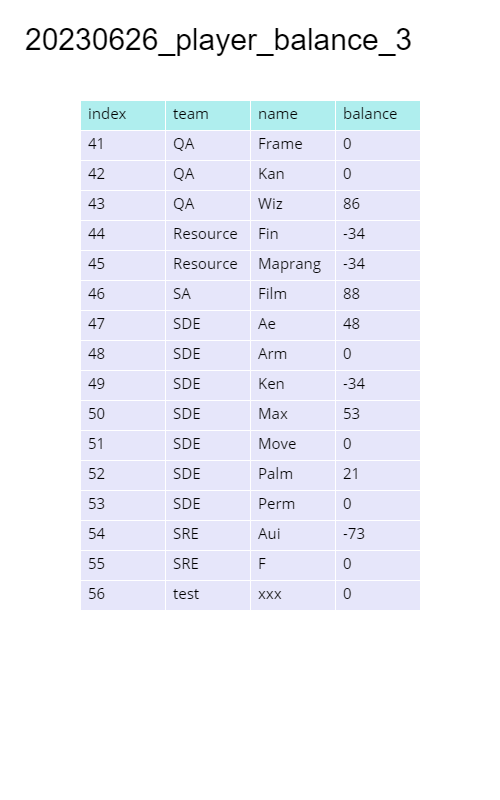 20230626_player_balance_3
index team name balance
41 QA Frame 0
42 QA Kan 0
43 QA Wiz 86
44 Resource Fin -34
45 Resource Maprang -34
46 SA Film 88
47 SDE Ae 48
48 SDE Arm 0
49 SDE Ken -34
50 SDE Max 53
51 SDE Move 0
52 SDE Palm 21
53 SDE Perm 0
54 SRE Aui -73
55 SRE F 0
56 test xxx 0